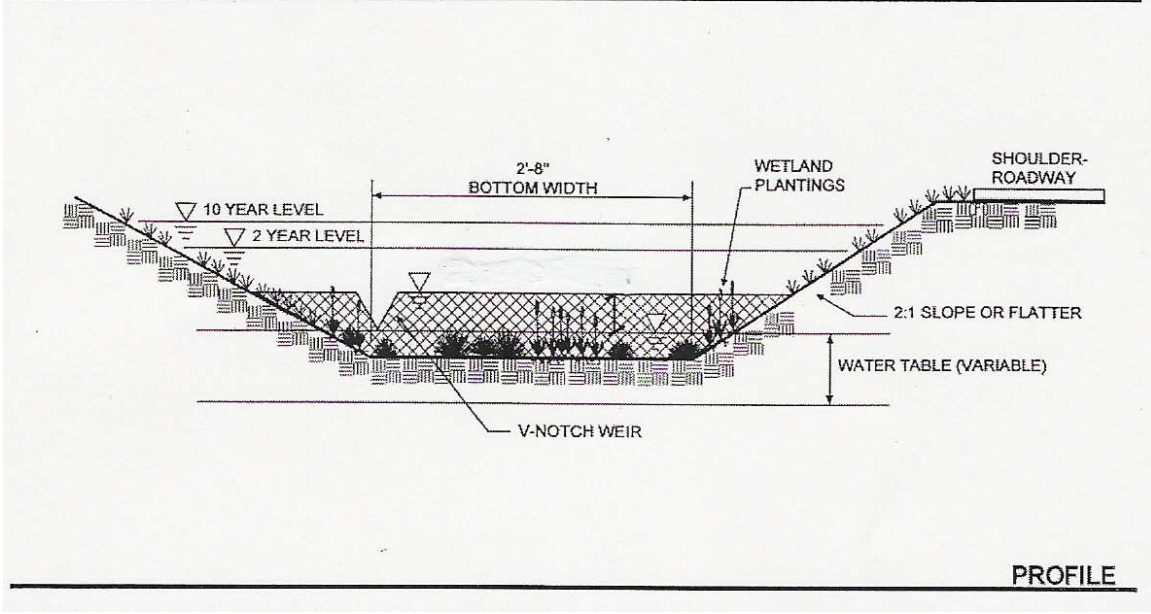 2'-8"
BOTTOM WIDTH
WETLAND
PLANTINGS
SHOULDER-
ROADWAY
10 YEAR LEVEL
2 YEAR LEVEL
2:1 SLOPE OR FLATTER
WATER TABLE (VARIABLE)
V-NOTCH WEIR
PROFILE